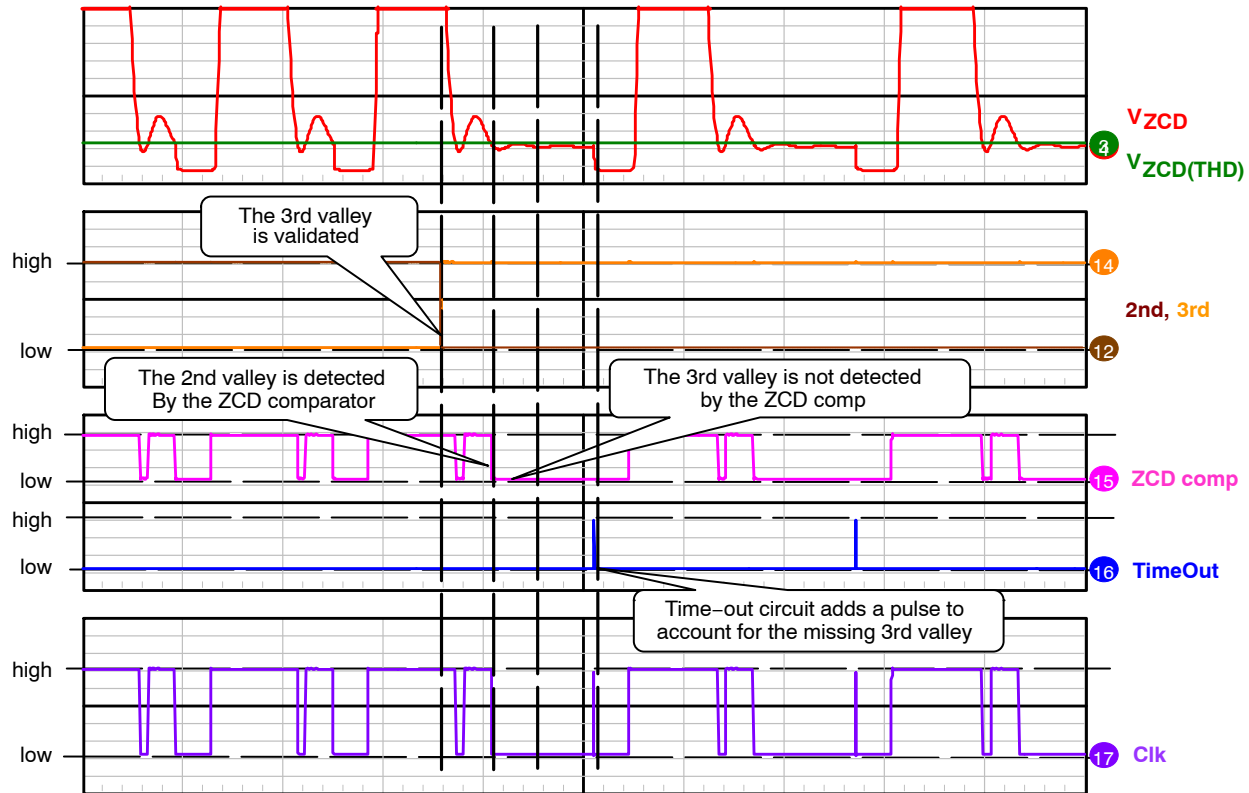 3
4
VZCD
VZCD(THD)
The 3rd valley
is validated
high
14
2nd, 3rd
low
12
The 2nd valley is detected
By the ZCD comparator
The 3rd valley is not detected
by the ZCD comp
high
low
15
ZCD comp
high
low
16
TimeOut
Time−out circuit adds a pulse to
account for the missing 3rd valley
high
low
17
Clk